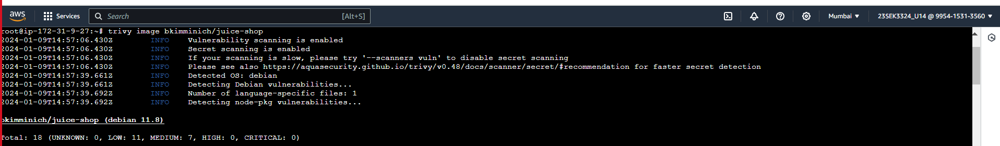 aws
Services
Search [Alt+S]
Mumbai
23SEK3324_U14 @ 9954-1531-3560
root@ip-172-31-9-27:~# trivy image bkimminich/juice-shop
2024-01-09T14:57:06.430Z INFO Vulnerability scanning is enabled
2024-01-09T14:57:06.430Z INFO Secret scanning is enabled
2024-01-09T14:57:06.430Z INFO If your scanning is slow, please try '--scanners vuln' to disable secret scanning
2024-01-09T14:57:06.430Z INFO Please see also https://aquasecurity.github.io/trivy/v0.48/docs/scanner/secret/#recommendation for faster secret detection
2024-01-09T14:57:39.661Z INFO Detected OS: debian
2024-01-09T14:57:39.661Z INFO Detecting Debian vulnerabilities...
2024-01-09T14:57:39.692Z INFO Number of language-specific files: 1
2024-01-09T14:57:39.692Z INFO Detecting node-pkg vulnerabilities...
bkimminich/juice-shop (debian 11.8)
Total: 18 (UNKNOWN: 0, LOW: 11, MEDIUM: 7, HIGH: 0, CRITICAL: 0)